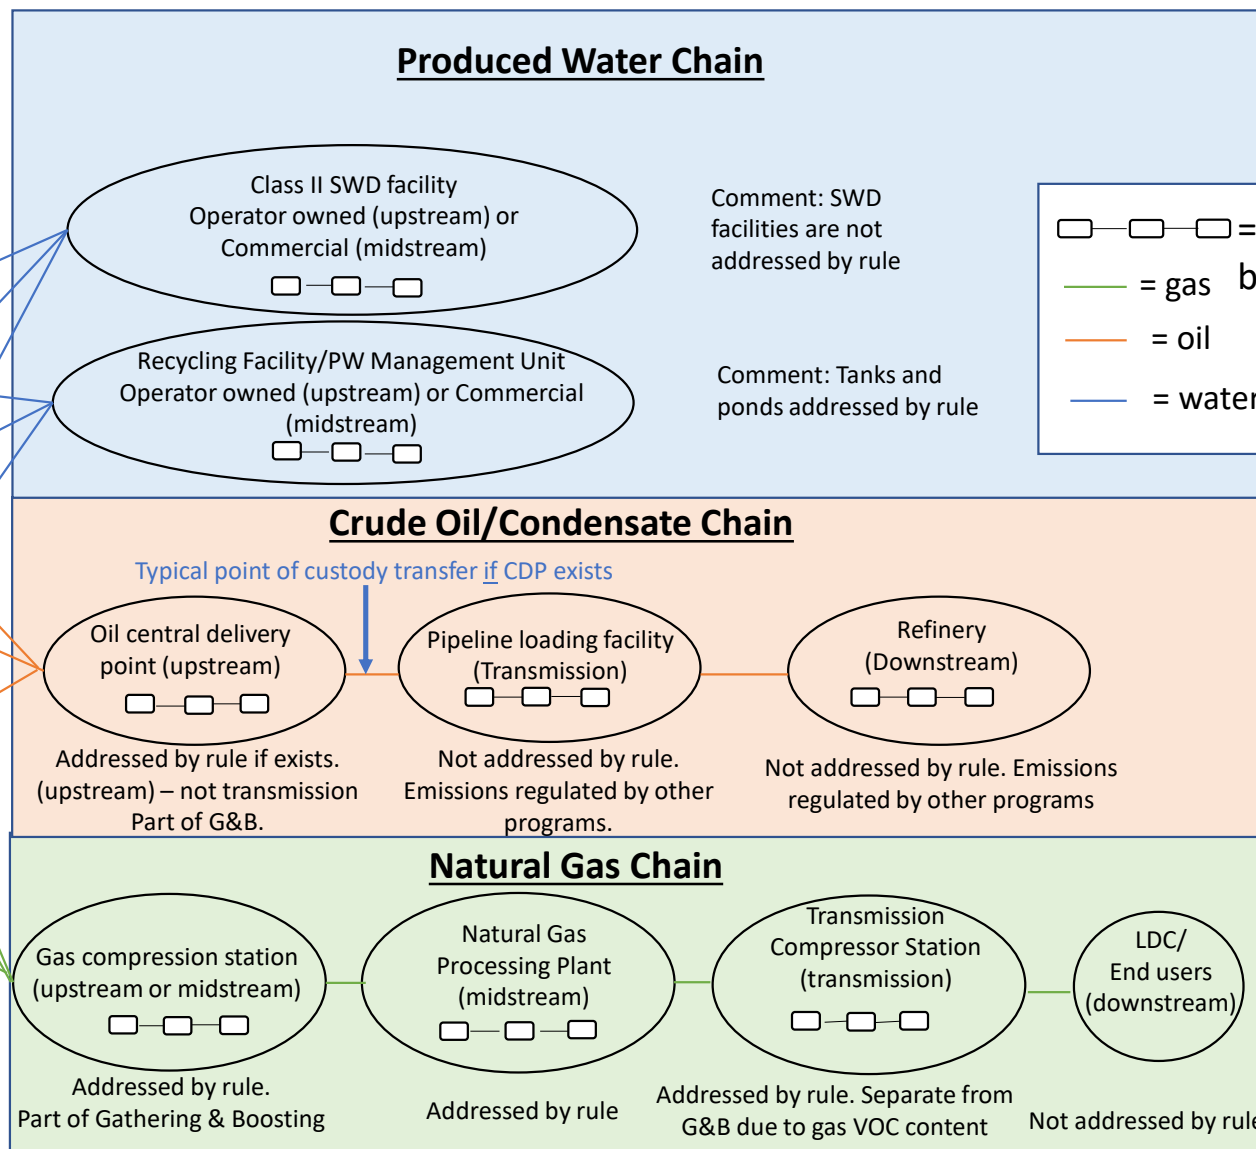 Produced Water Chain
Class II SWD facility
Operator owned (upstream) or
Commercial (midstream)
Comment: SWD
facilities are not
addressed by rule
=
b
= gas
= oil
= water
Recycling Facility/PW Management Unit
Operator owned (upstream) or Commercial
(midstream)
Comment: Tanks and
ponds addressed by rule
Crude Oil/Condensate Chain
Typical point of custody transfer if CDP exists
Oil central delivery
point (upstream)
Pipeline loading facility
(Transmission)
Refinery
(Downstream)
Addressed by rule if exists.
(upstream) – not transmission
Part of G&B.
Not addressed by rule.
Emissions regulated by other
programs.
Not addressed by rule. Emissions
regulated by other programs
Natural Gas Chain
Gas compression station
(upstream or midstream)
Natural Gas
Processing Plant
(midstream)
Transmission
Compressor Station
(transmission)
LDC/
End users
(downstream)
Addressed by rule.
Part of Gathering & Boosting
Addressed by rule
Addressed by rule. Separate from
G&B due to gas VOC content
Not addressed by rule